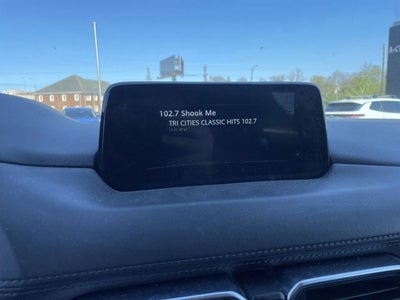 102.7 Shook Me
TRI CITIES CLASSIC HITS 102.7